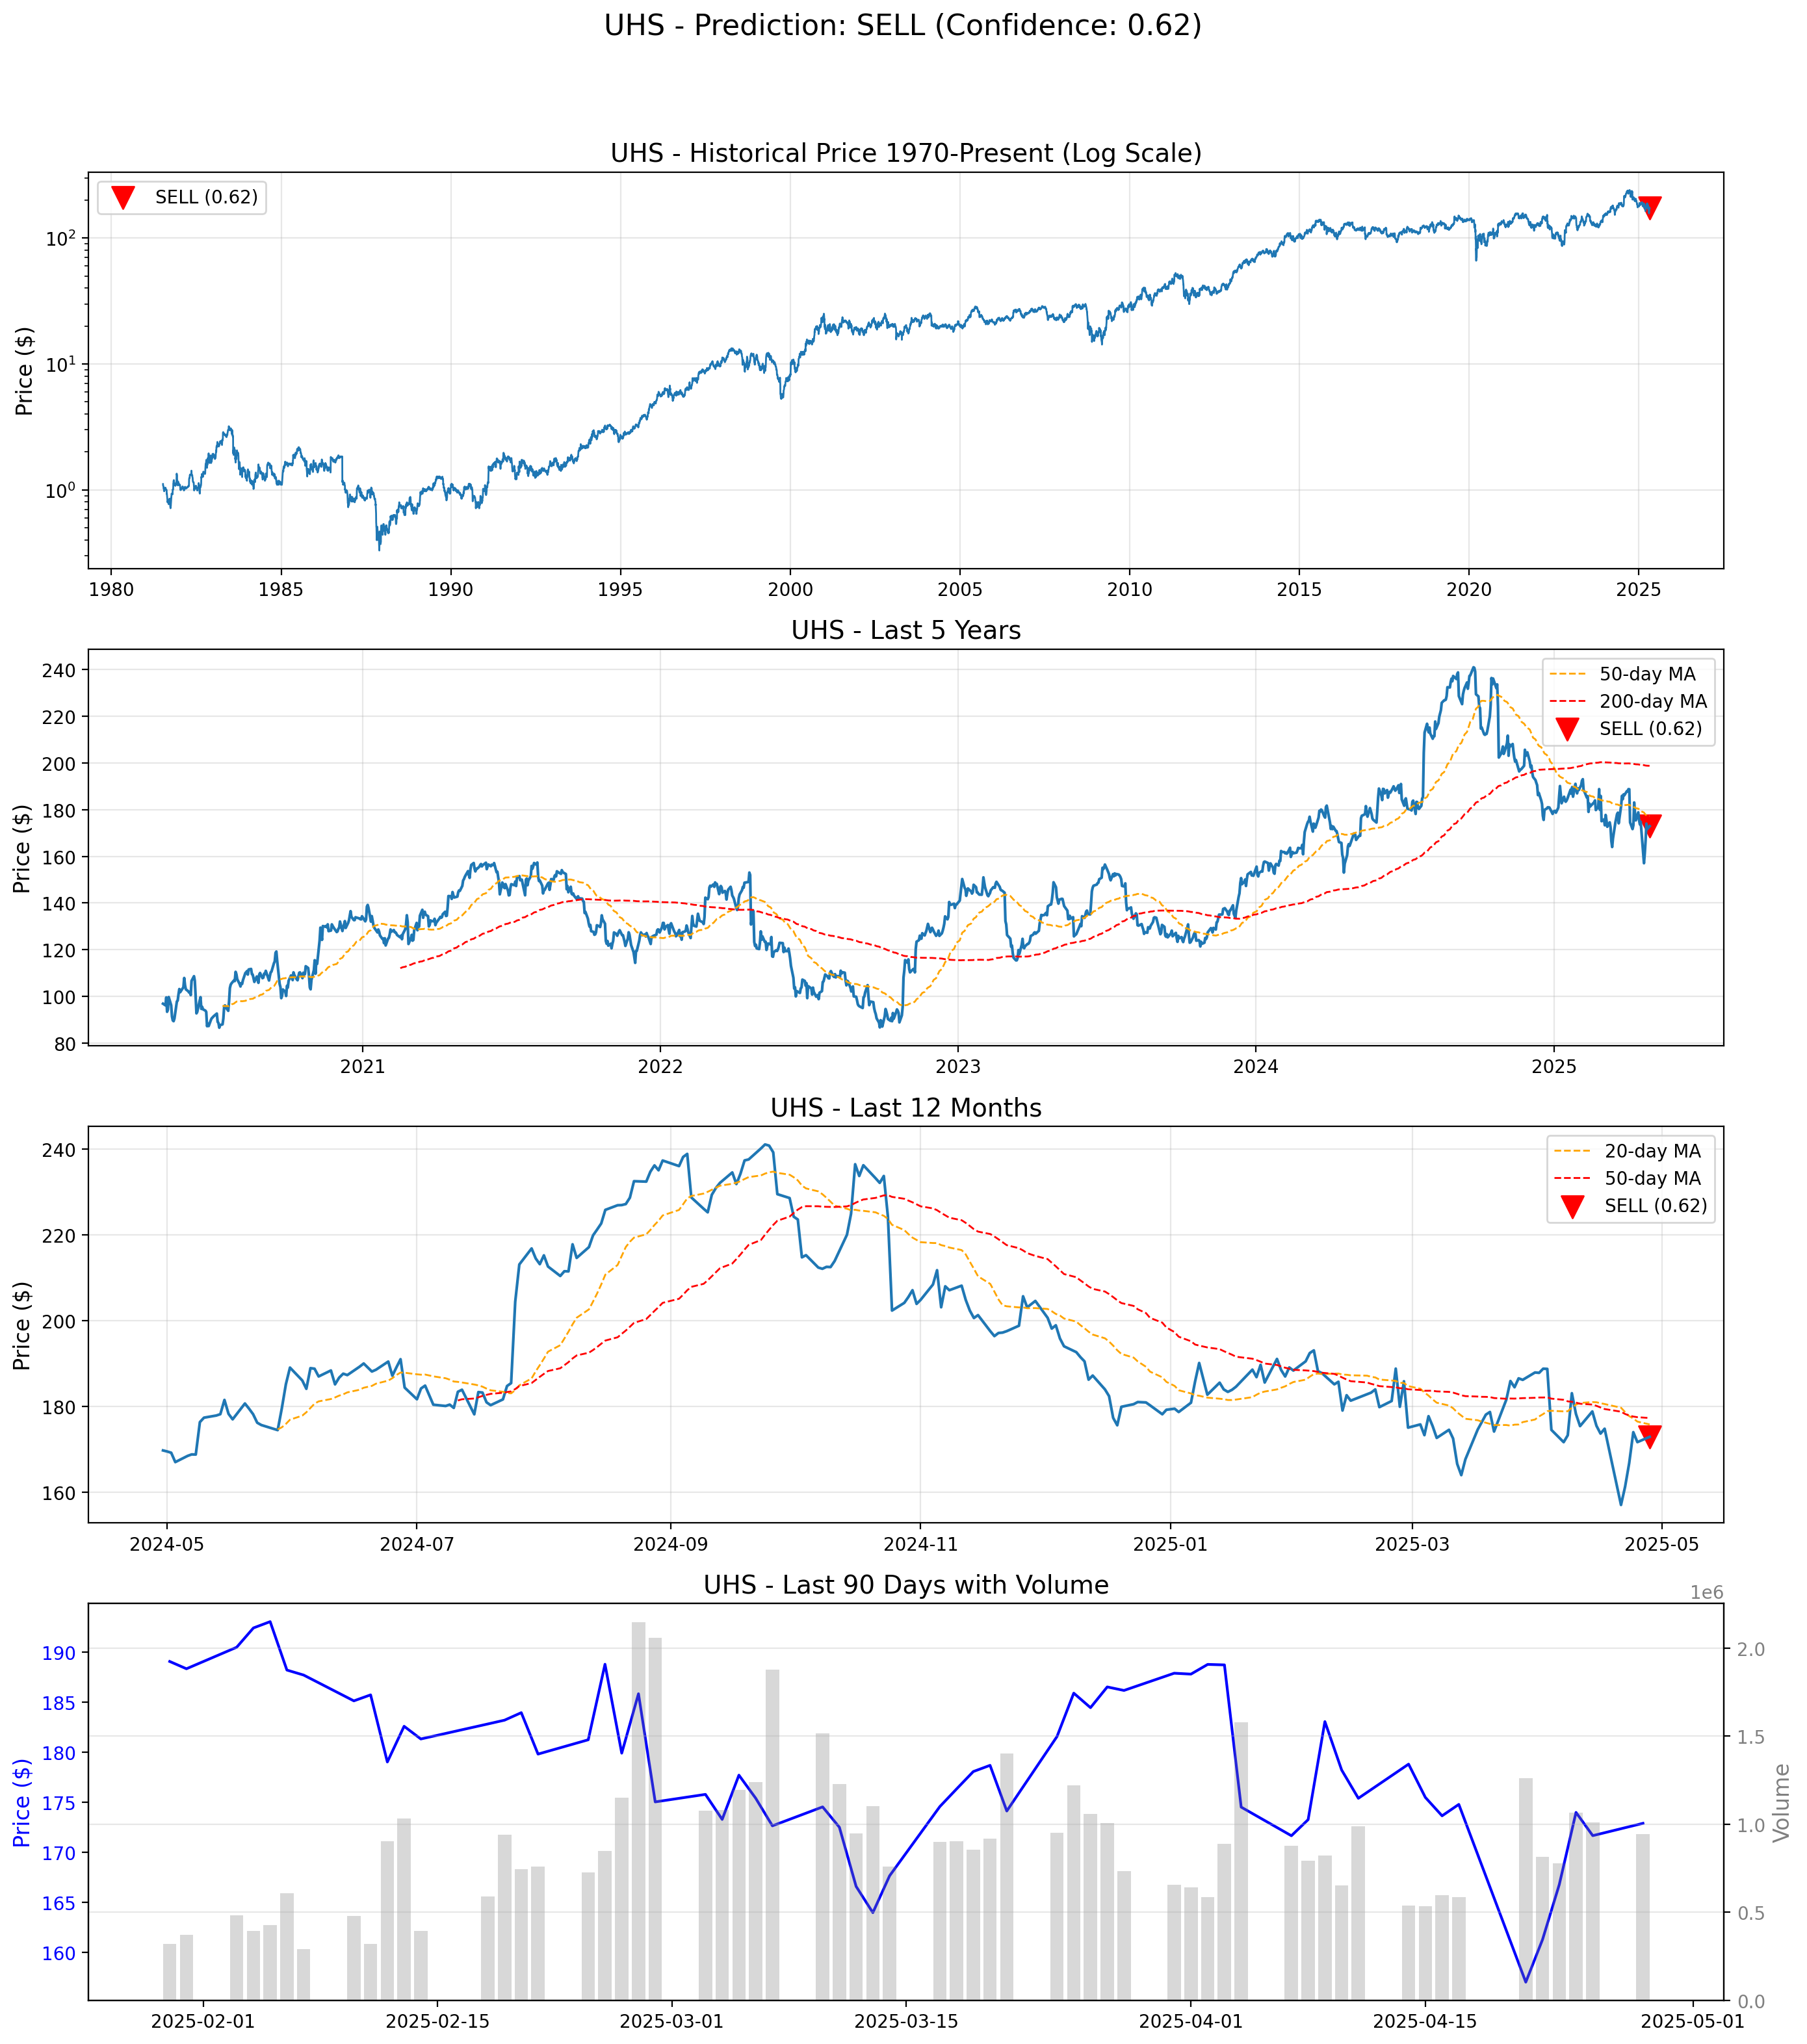 UHS - Prediction: SELL (Confidence: 0.62)
UHS - Historical Price 1970-Present (Log Scale)
SELL (0.62)
Price ($)
10²
10¹
10⁰
1980 1985 1990 1995 2000 2005 2010 2015 2020 2025
UHS - Last 5 Years
50-day MA
200-day MA
SELL (0.62)
Price ($)
240
220
200
180
160
140
120
100
80
2021 2022 2023 2024 2025
UHS - Last 12 Months
20-day MA
50-day MA
SELL (0.62)
Price ($)
240
220
200
180
160
2024-05 2024-07 2024-09 2024-11 2025-01 2025-03 2025-05
UHS - Last 90 Days with Volume
1e6
Price ($)
190
185
180
175
170
165
160
2.0
1.5
1.0
0.5
0.0
Volume
2025-02-01 2025-02-15 2025-03-01 2025-03-15 2025-04-01 2025-04-15 2025-05-01